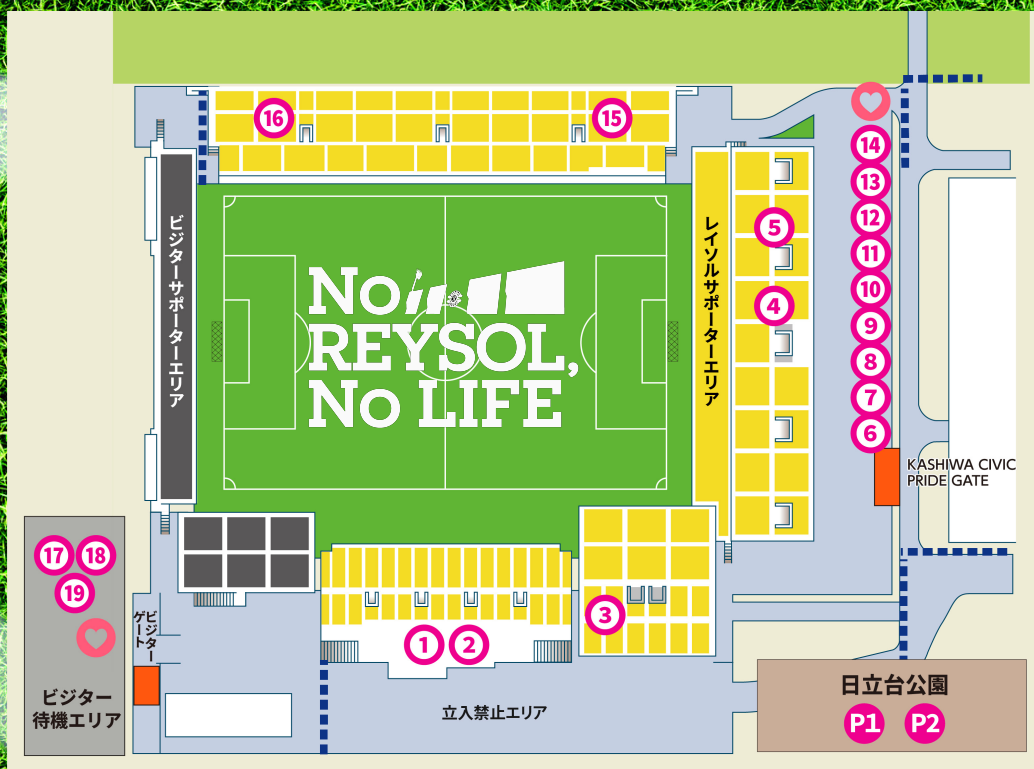 16
15
14
13
12
11
10
9
8
7
6
5
4
ビジターサポーターエリア
レイソルサポーターエリア
No
REYSOL,
No LIFE
KASHIWA CIVIC
PRIDE GATE
17
18
19
ビジター
ゲート
ビジター
待機エリア
1
2
3
立入禁止エリア
日立台公園
P1
P2